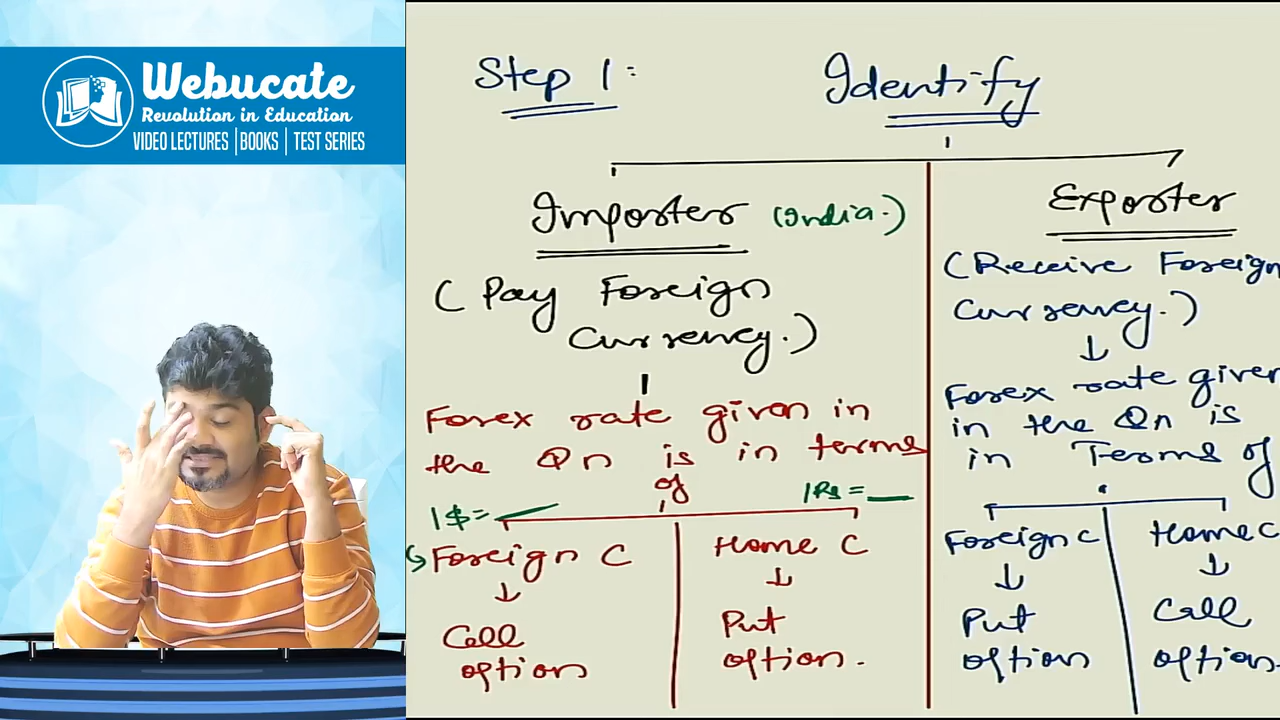 Webucate
Revolution in Education
VIDEO LECTURES | BOOKS | TEST SERIES
Step 1:
Identify
Importer (India.)
(Pay Foreign
Currency.)
Forex rate given in
the Qn is in terms
of
1$=
1Rs=
Foreign C
Call
option
Home C
Put
option.
Exporter
(Receive Foreign
Currency.)
Forex rate given
in the Qn is
in Terms of
Foreign C
Put
option
Home C
Call
option.